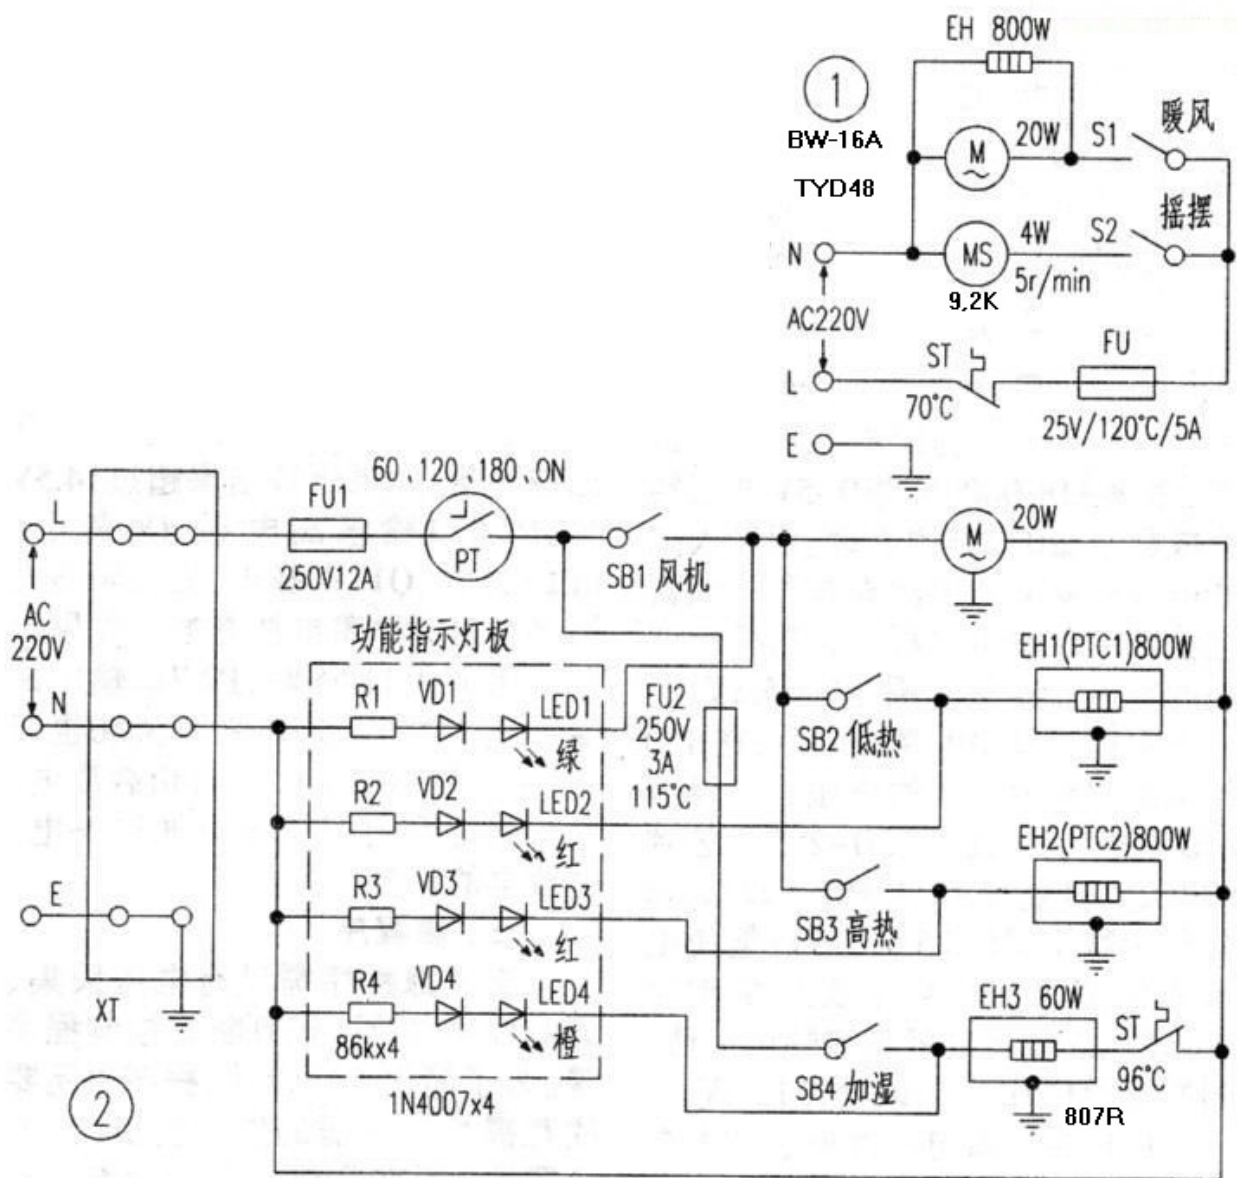 EH 800W
1
BW-16A
TYD48
M
20W
S1
暖风
N
MS
4W
S2
摇摆
5r/min
9,2K
AC220V
ST
FU
L
70°C
25V/120°C/5A
E
60、120、180、ON
L
FU1
PT
250V12A
SB1 风机
M
20W
AC
220V
功能指示灯板
EH1(PTC1)800W
N
R1
VD1
LED1
绿
FU2
250V
3A
115°C
SB2 低热
R2
VD2
LED2
红
EH2(PTC2)800W
E
R3
VD3
LED3
红
SB3 高热
R4
VD4
LED4
橙
EH3 60W
ST
XT
86kx4
SB4 加湿
96°C
2
1N4007x4
807R